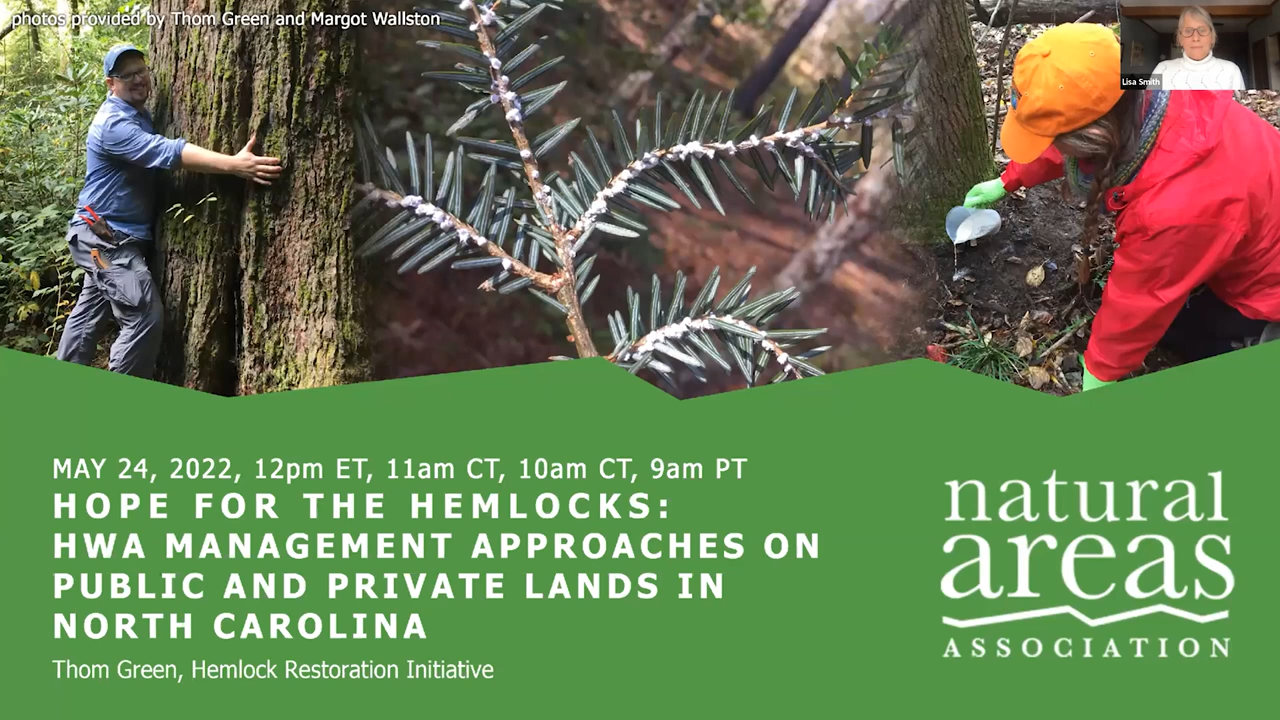 photos provided by Thom Green and Margot Wallston
Lisa Smith
MAY 24, 2022, 12pm ET, 11am CT, 10am CT, 9am PT
HOPE FOR THE HEMLOCKS:
HWA MANAGEMENT APPROACHES ON
PUBLIC AND PRIVATE LANDS IN
NORTH CAROLINA
Thom Green, Hemlock Restoration Initiative
natural
areas
ASSOCIATION